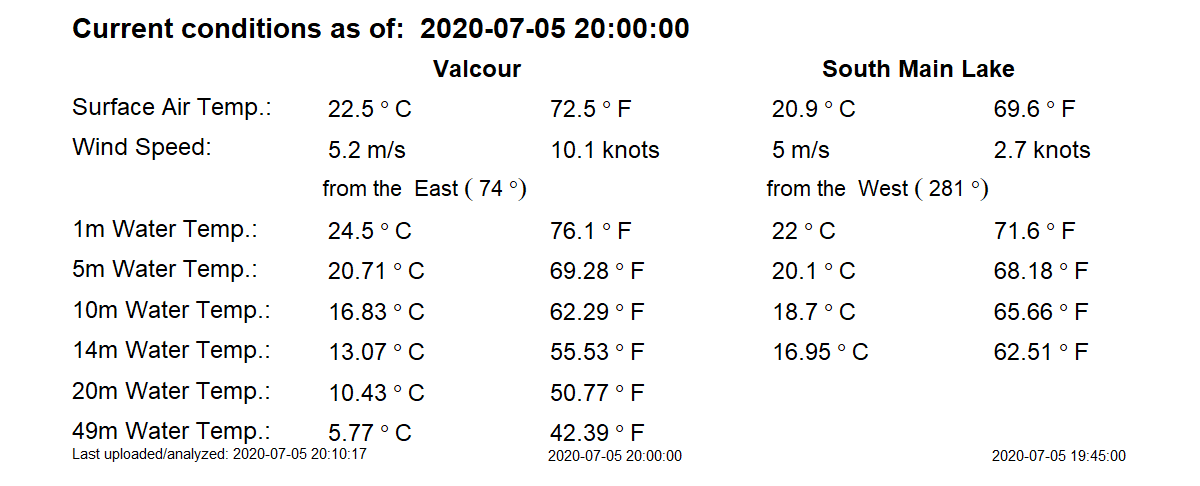 Current conditions as of:  2020-07-05 20:00:00
Valcour South Main Lake
Surface Air Temp.: 22.5 ° C 72.5 ° F 20.9 ° C 69.6 ° F
Wind Speed: 5.2 m/s 10.1 knots 5 m/s 2.7 knots
from the  East ( 74 °) from the  West ( 281 °)
1m Water Temp.: 24.5 ° C 76.1 ° F 22 ° C 71.6 ° F
5m Water Temp.: 20.71 ° C 69.28 ° F 20.1 ° C 68.18 ° F
10m Water Temp.: 16.83 ° C 62.29 ° F 18.7 ° C 65.66 ° F
14m Water Temp.: 13.07 ° C 55.53 ° F 16.95 ° C 62.51 ° F
20m Water Temp.: 10.43 ° C 50.77 ° F
49m Water Temp.: 5.77 ° C 42.39 ° F
Last uploaded/analyzed: 2020-07-05 20:10:17 2020-07-05 20:00:00 2020-07-05 19:45:00